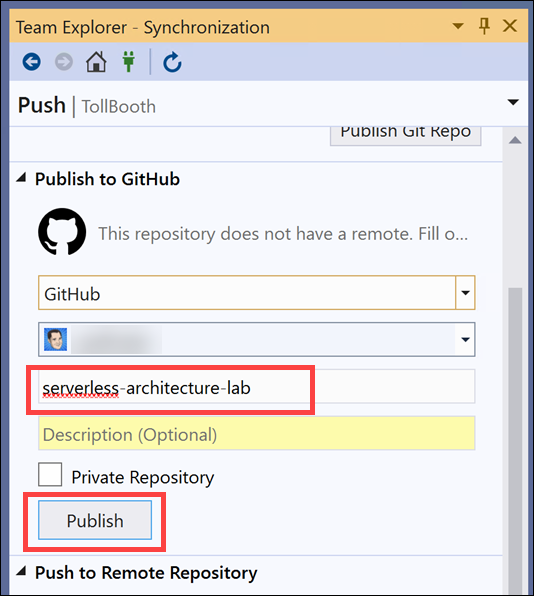 Team Explorer - Synchronization
Push | TollBooth
Publish Git Repo
Publish to GitHub
This repository does not have a remote. Fill o...
GitHub
serverless-architecture-lab
Description (Optional)
Private Repository
Publish
Push to Remote Repository